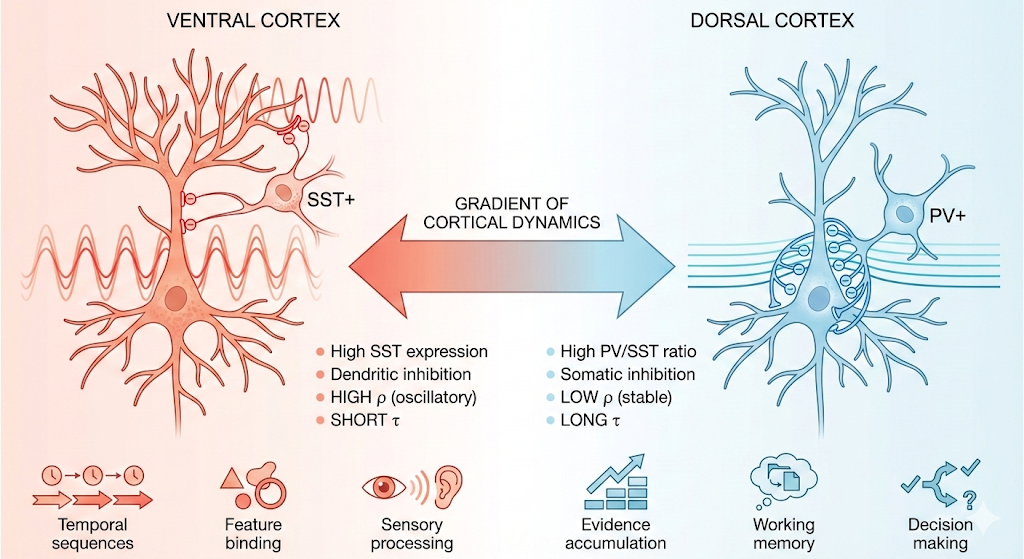 VENTRAL CORTEX
DORSAL CORTEX
SST+
PV+
GRADIENT OF
CORTICAL DYNAMICS
• High SST expression
• Dendritic inhibition
• HIGH ρ (oscillatory)
• SHORT τ
• High PV/SST ratio
• Somatic inhibition
• LOW ρ (stable)
• LONG τ
Temporal
sequences
Feature
binding
Sensory
processing
Evidence
accumulation
Working
memory
?
Decision
making